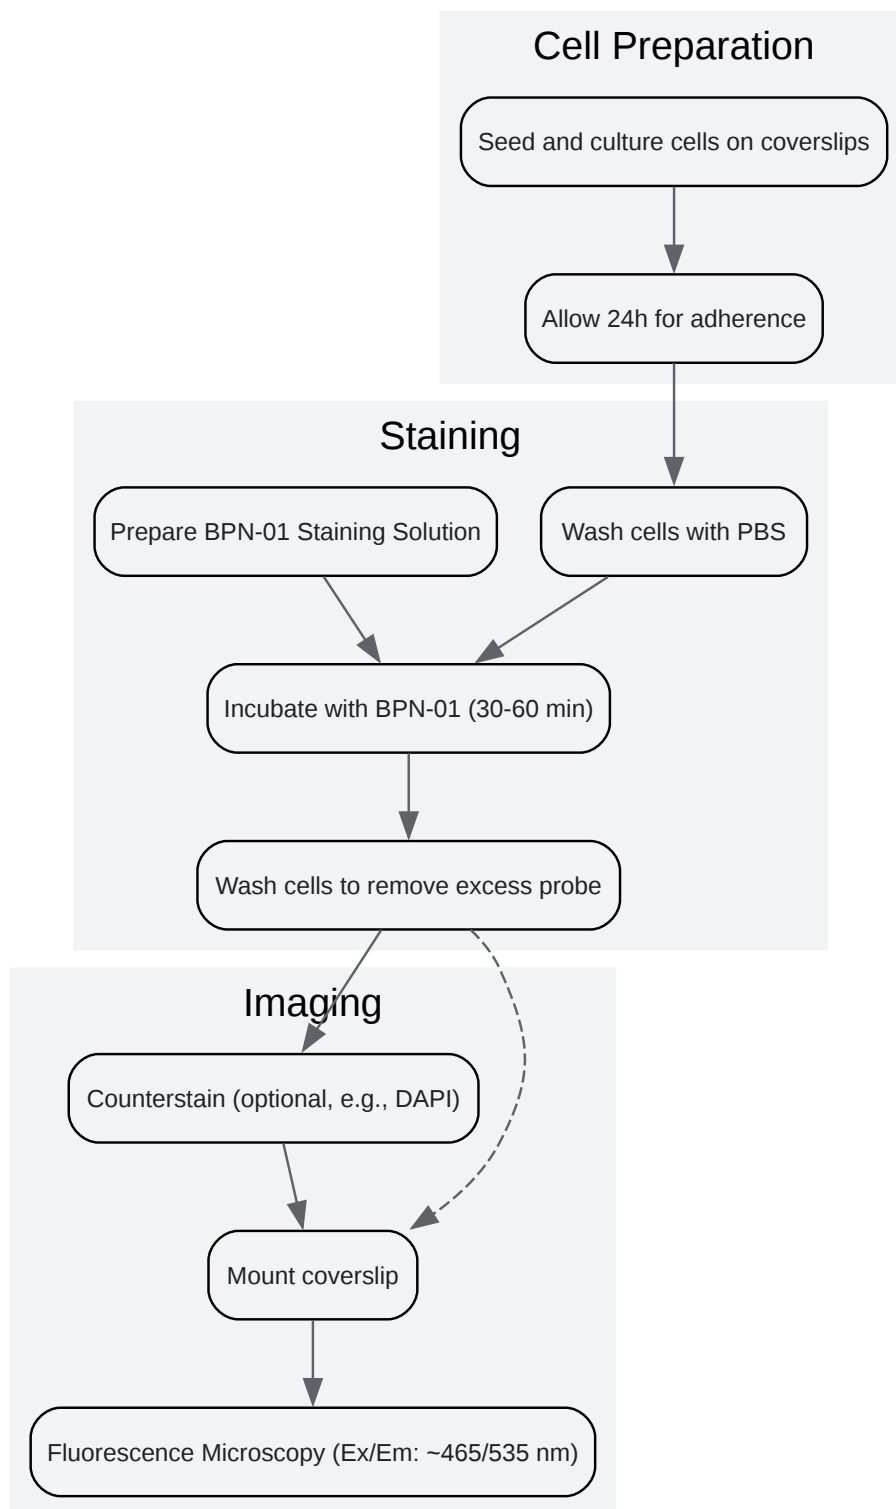 Cell Preparation
Seed and culture cells on coverslips
Allow 24h for adherence
Staining
Prepare BPN-01 Staining Solution
Wash cells with PBS
Incubate with BPN-01 (30-60 min)
Wash cells to remove excess probe
Imaging
Counterstain (optional, e.g., DAPI)
Mount coverslip
Fluorescence Microscopy (Ex/Em: ~465/535 nm)